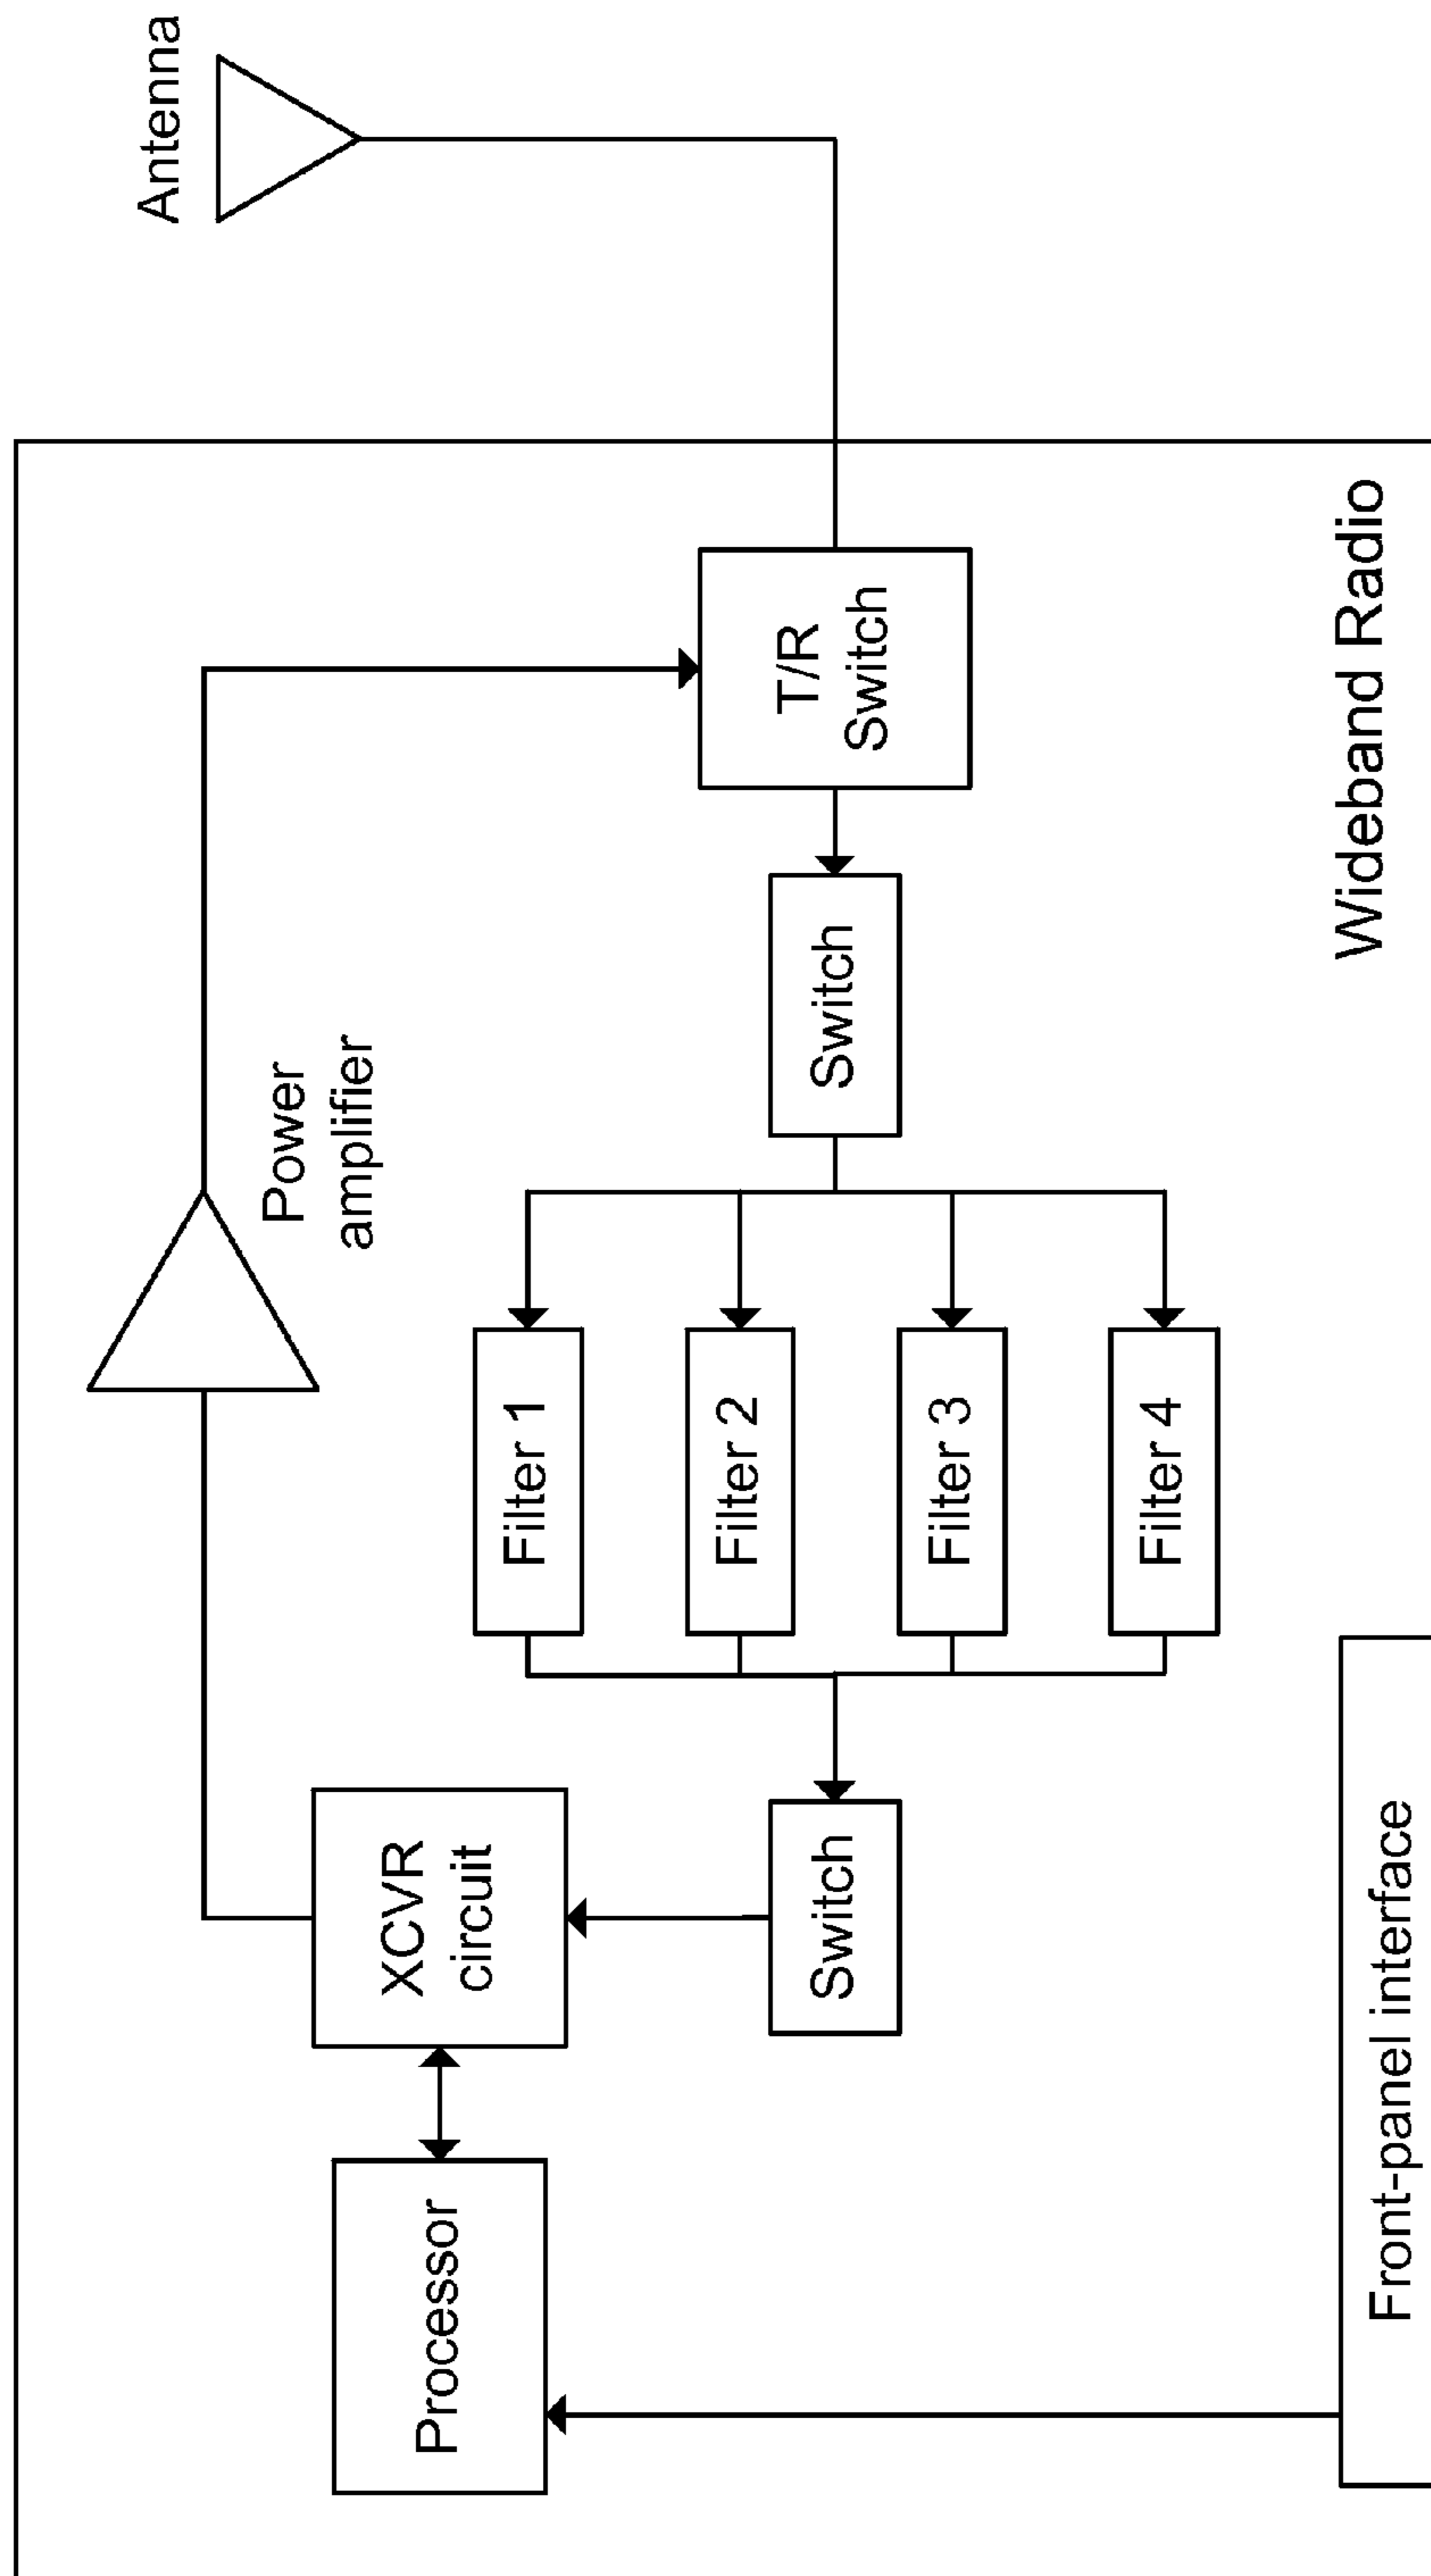 Antenna
Power
amplifier
XCVR
circuit
Processor
Filter 1
Filter 2
Filter 3
Filter 4
Switch
Switch
T/R
Switch
Front-panel interface
Wideband Radio